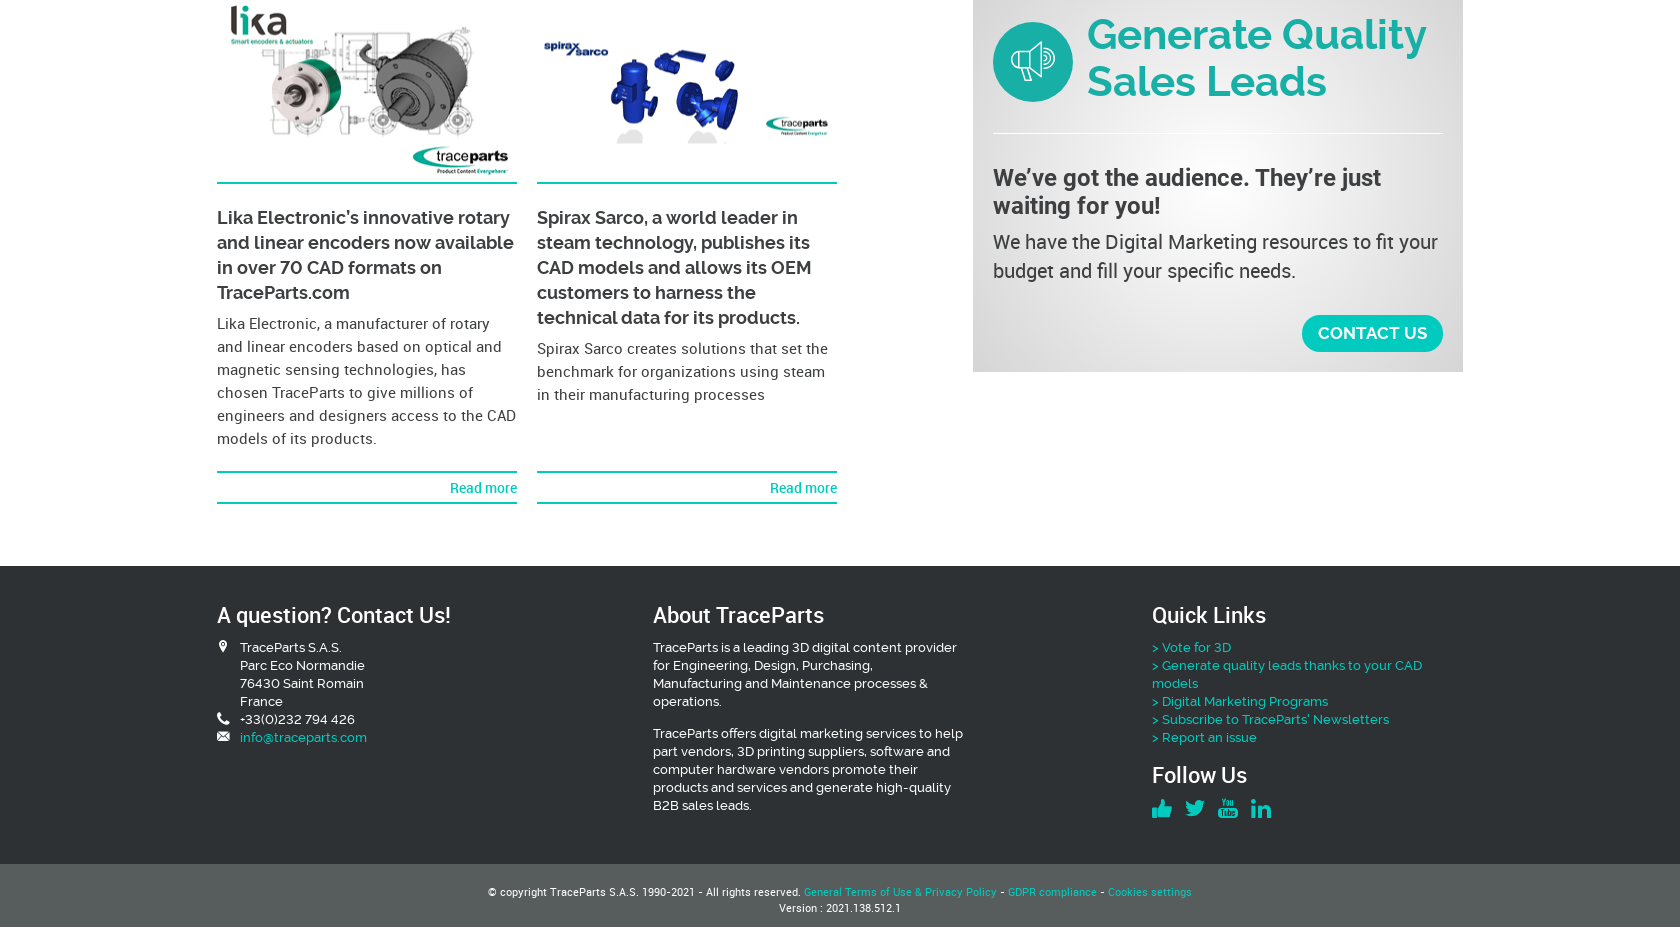 lika
Smart encoders & actuators
traceparts
Product Content Everywhere
Lika Electronic’s innovative rotary
and linear encoders now available
in over 70 CAD formats on
TraceParts.com
Lika Electronic, a manufacturer of rotary
and linear encoders based on optical and
magnetic sensing technologies, has
chosen TraceParts to give millions of
engineers and designers access to the CAD
models of its products.
Read more
spirax
sarco
traceparts
Product Content Everywhere
Spirax Sarco, a world leader in
steam technology, publishes its
CAD models and allows its OEM
customers to harness the
technical data for its products.
Spirax Sarco creates solutions that set the
benchmark for organizations using steam
in their manufacturing processes
Read more
Generate Quality
Sales Leads
We’ve got the audience. They’re just
waiting for you!
We have the Digital Marketing resources to fit your
budget and fill your specific needs.
CONTACT US
A question? Contact Us!
TraceParts S.A.S.
Parc Eco Normandie
76430 Saint Romain
France
+33(0)232 794 426
info@traceparts.com
About TraceParts
TraceParts is a leading 3D digital content provider
for Engineering, Design, Purchasing,
Manufacturing and Maintenance processes &
operations.
TraceParts offers digital marketing services to help
part vendors, 3D printing suppliers, software and
computer hardware vendors promote their
products and services and generate high-quality
B2B sales leads.
Quick Links
> Vote for 3D
> Generate quality leads thanks to your CAD
models
> Digital Marketing Programs
> Subscribe to TraceParts' Newsletters
> Report an issue
Follow Us
You
Tube
in
© copyright TraceParts S.A.S. 1990-2021 - All rights reserved. General Terms of Use & Privacy Policy - GDPR compliance - Cookies settings
Version : 2021.138.512.1